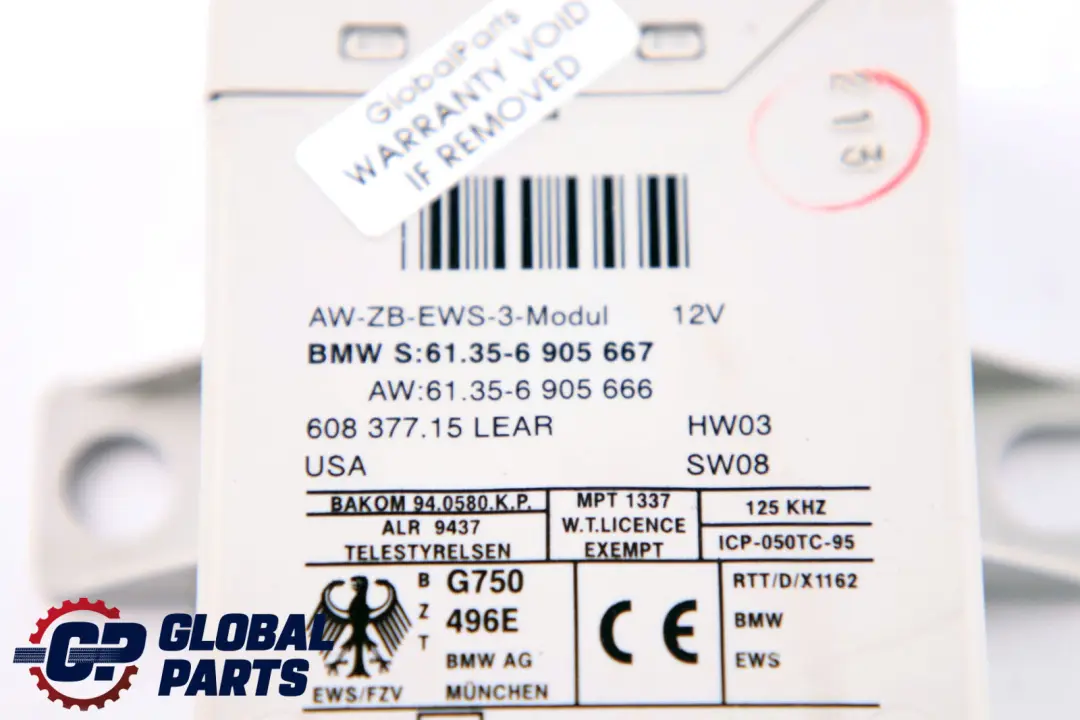 GlobalParts
WARRANTY VOID
IF REMOVED
213
AW-ZB-EWS-3-Modul 12V
BMW S:61.35-6 905 667
AW:61.35-6 905 666
608 377.15 LEAR HW03
USA SW08
BAKOM 94.0580.K.P.
ALR 9437
TELESTYRELSEN
MPT 1337
W.T.LICENCE
EXEMPT
125 KHZ
ICP-050TC-95
BZT
G750
496E
BMW AG
MÜNCHEN
EWS/FZV
CE
RTT/D/X1162
BMW
EWS
GP
GLOBAL
PARTS